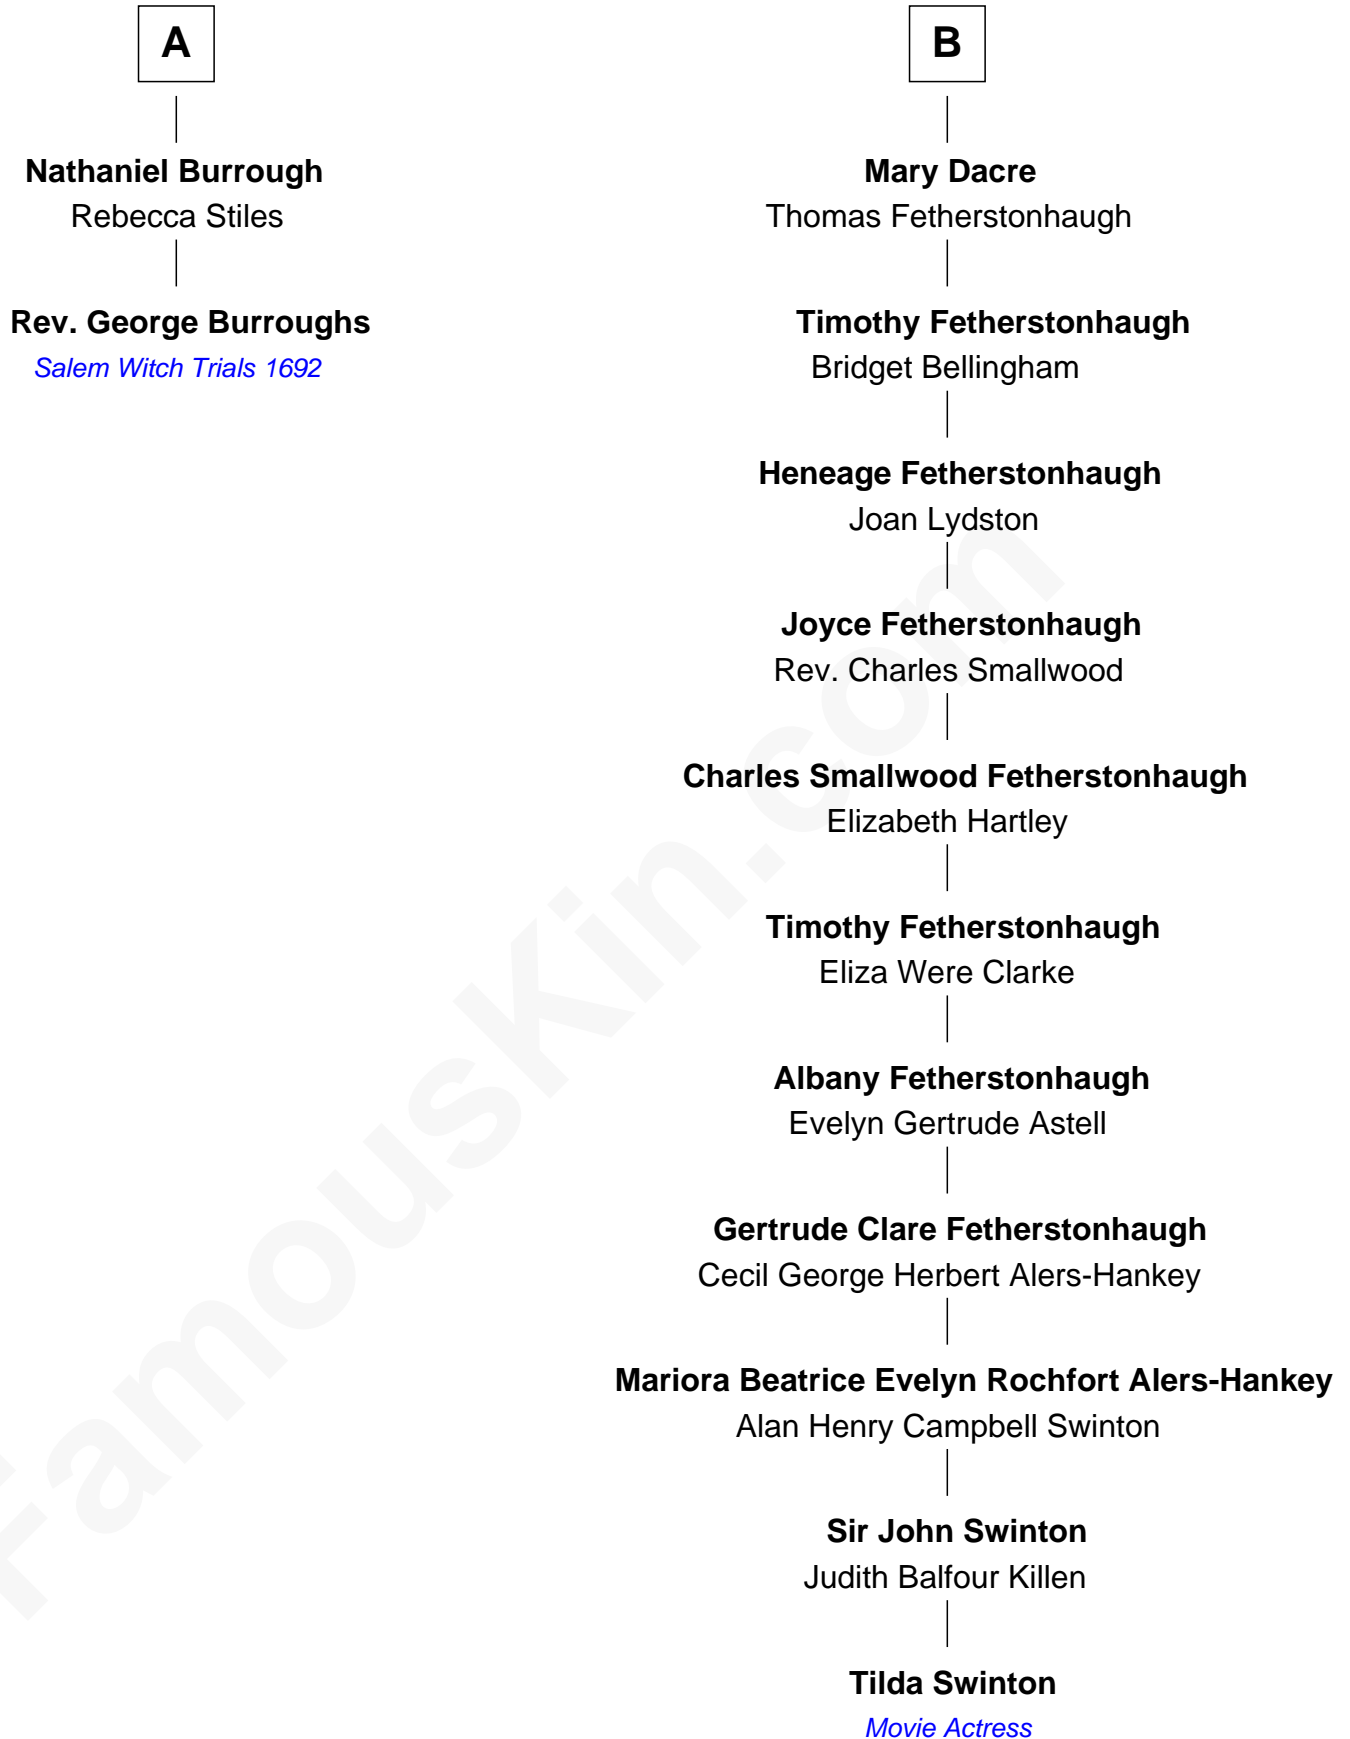 A
Nathaniel Burrough
Rebecca Stiles
Rev. George Burroughs
Salem Witch Trials 1692
B
Mary Dacre
Thomas Fetherstonhaugh
Timothy Fetherstonhaugh
Bridget Bellingham
Heneage Fetherstonhaugh
Joan Lydston
Joyce Fetherstonhaugh
Rev. Charles Smallwood
Charles Smallwood Fetherstonhaugh
Elizabeth Hartley
Timothy Fetherstonhaugh
Eliza Were Clarke
Albany Fetherstonhaugh
Evelyn Gertrude Astell
Gertrude Clare Fetherstonhaugh
Cecil George Herbert Alers-Hankey
Mariora Beatrice Evelyn Rochfort Alers-Hankey
Alan Henry Campbell Swinton
Sir John Swinton
Judith Balfour Killen
Tilda Swinton
Movie Actress
FamousKin.com